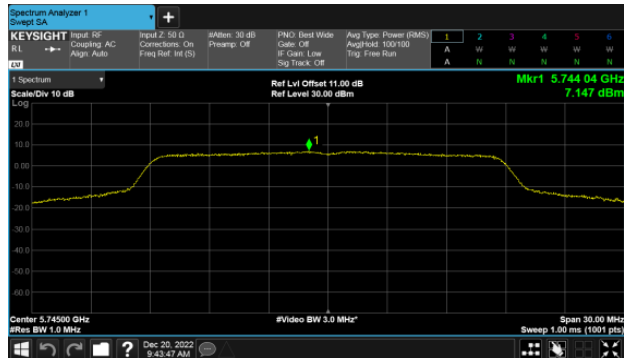 Spectrum Analyzer 1
Swept SA
+
KEYSIGHT Input: RF Input Z: 50 Ω #Atten: 30 dB PNO: Best Wide Avg Type: Power (RMS) 1 2 3 4 5 6
RL Coupling: AC Corrections: On Preamp: Off Gate: Off Avg|Hold: 100/100 A W W W W W
Align: Auto Freq Ref: Int (S) IF Gain: Low Trig: Free Run
Sig Track: Off A N N N N N
LXI
1 Spectrum Ref Lvl Offset 11.00 dB Mkr1 5.744 04 GHz
Scale/Div 10 dB Ref Level 30.00 dBm 7.147 dBm
Log
20.0
10.0
1
0.00
-10.0
-20.0
-30.0
-40.0
-50.0
-60.0
Center 5.74500 GHz #Video BW 3.0 MHz* Span 30.00 MHz
#Res BW 1.0 MHz Sweep 1.00 ms (1001 pts)
? Dec 20, 2022
9:43:47 AM